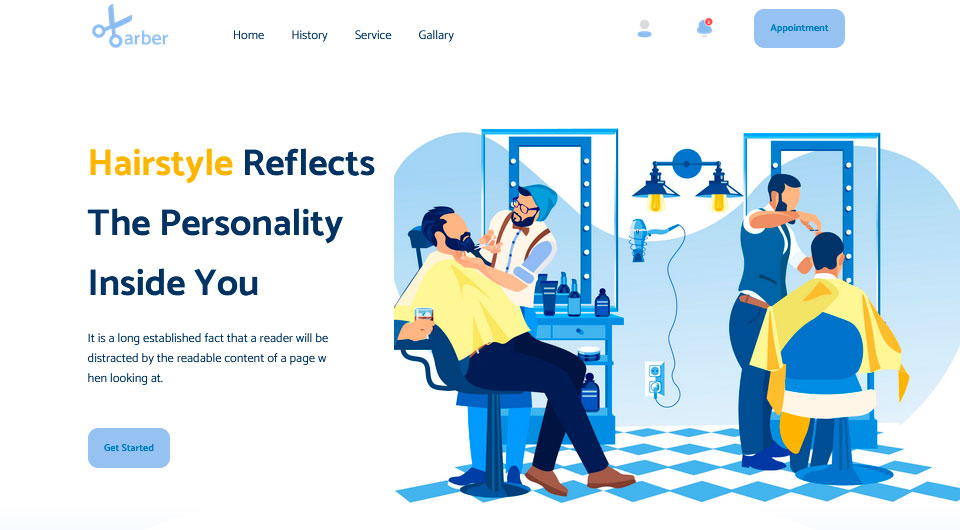 arber
Home History Service Gallary
Appointment
Hairstyle Reflects
The Personality
Inside You
It is a long established fact that a reader will be
distracted by the readable content of a page w
hen looking at.
Get Started